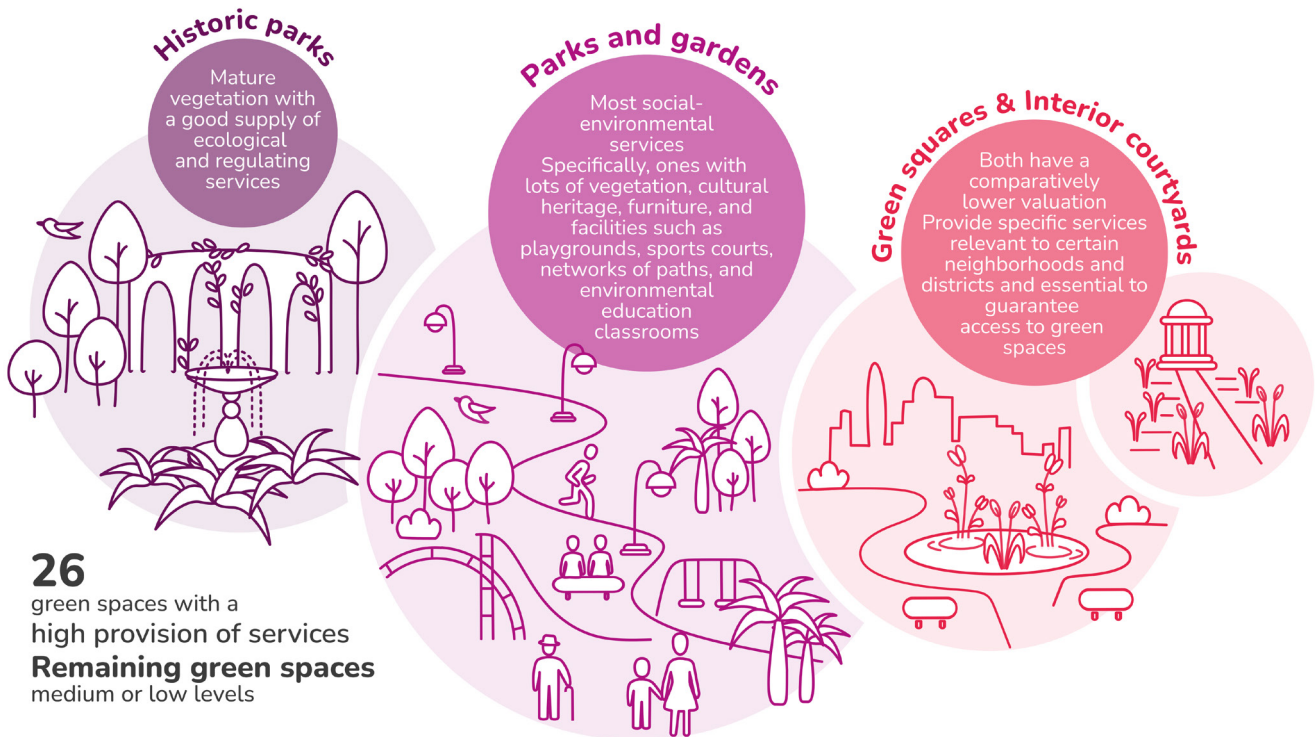 Historic parks
Mature
vegetation with
a good supply of
ecological
and regulating
services
Parks and gardens
Most social-
environmental
services
Specifically, ones with
lots of vegetation, cultural
heritage, furniture, and
facilities such as
playgrounds, sports courts,
networks of paths, and
environmental
education
classrooms
Green squares & Interior courtyards
Both have a
comparatively
lower valuation
Provide specific services
relevant to certain
neighborhoods and
districts and essential to
guarantee
access to green
spaces
26
green spaces with a
high provision of services
Remaining green spaces
medium or low levels